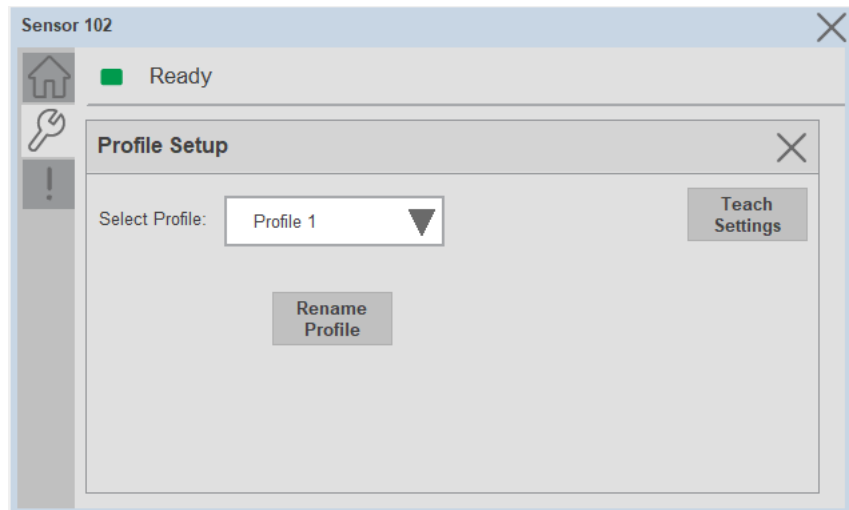 Sensor 102
Ready
Profile Setup
Select Profile:
Profile 1
Teach
Settings
Rename
Profile